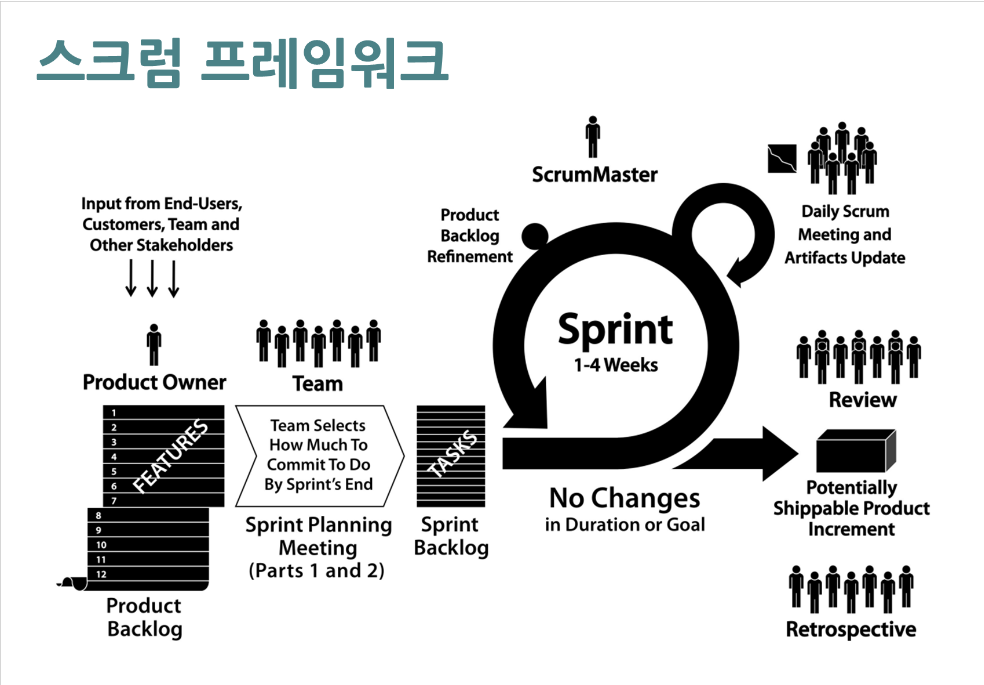 스크럼 프레임워크
Input from End-Users,
Customers, Team and
Other Stakeholders
Product Owner
1
2
3
4
5
6
7
FEATURES
8
9
10
11
12
Product
Backlog
Team
Team Selects
How Much To
Commit To Do
By Sprint's End
Sprint Planning
Meeting
(Parts 1 and 2)
TASKS
Sprint
Backlog
ScrumMaster
Product
Backlog
Refinement
Sprint
1-4 Weeks
No Changes
in Duration or Goal
Daily Scrum
Meeting and
Artifacts Update
Review
Potentially
Shippable Product
Increment
Retrospective